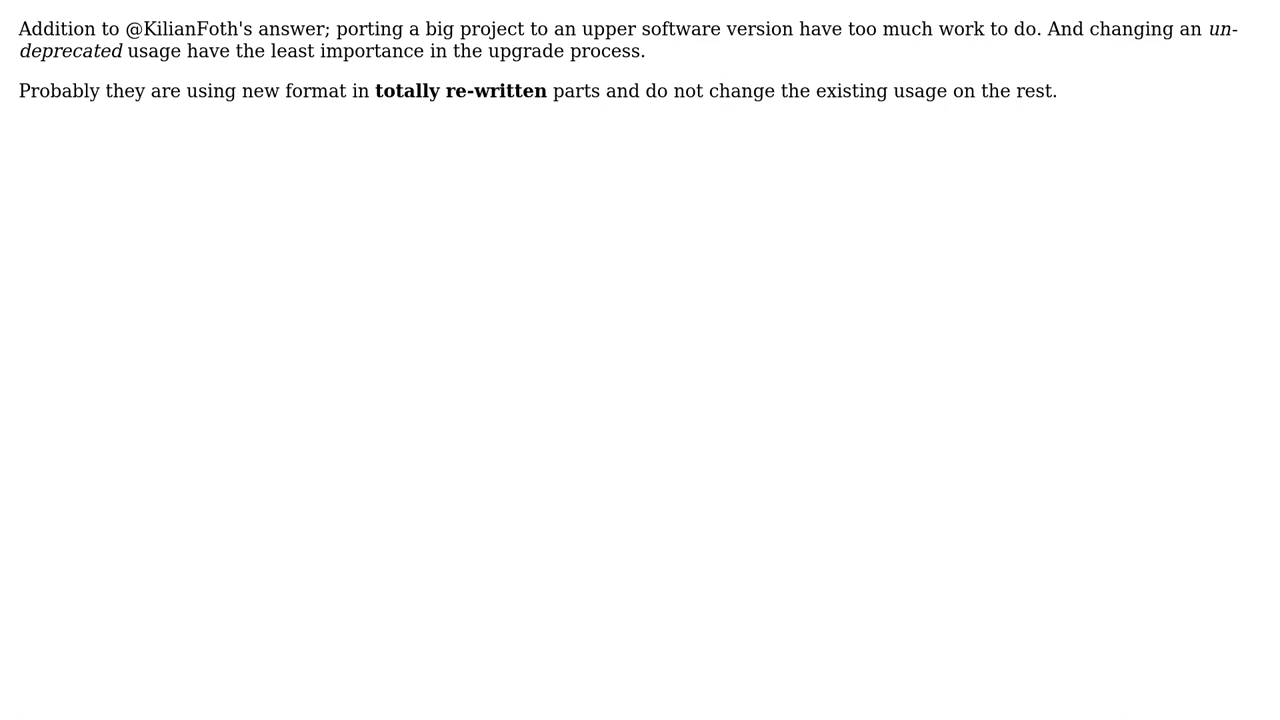 Addition to @KilianFoth's answer; porting a big project to an upper software version have too much work to do. And changing an un-
deprecated usage have the least importance in the upgrade process.
Probably they are using new format in totally re-written parts and do not change the existing usage on the rest.